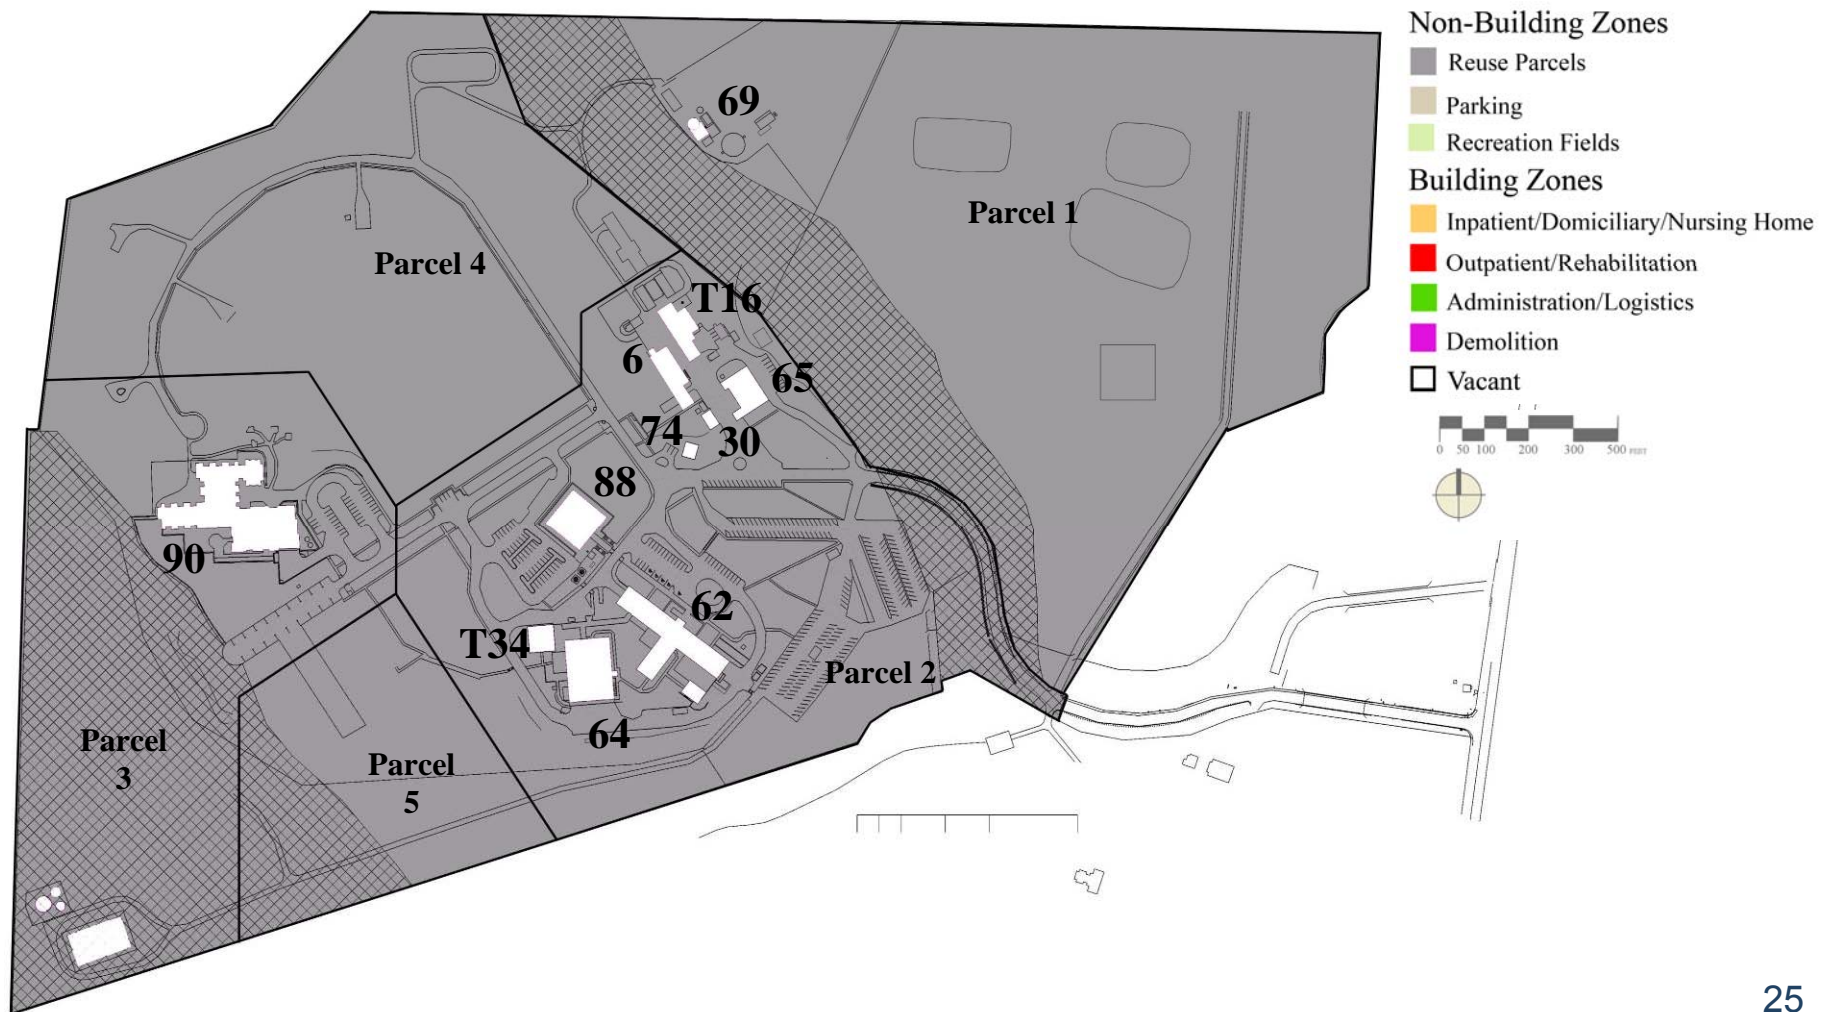 Non-Building Zones
Reuse Parcels
Parking
Recreation Fields
Building Zones
Inpatient/Domiciliary/Nursing Home
Outpatient/Rehabilitation
Administration/Logistics
Demolition
Vacant
0 50 100 200 300 500 FEET
69
Parcel 1
Parcel 4
T16
6
65
74
30
88
90
62
T34
Parcel 2
64
Parcel
3
Parcel
5
25